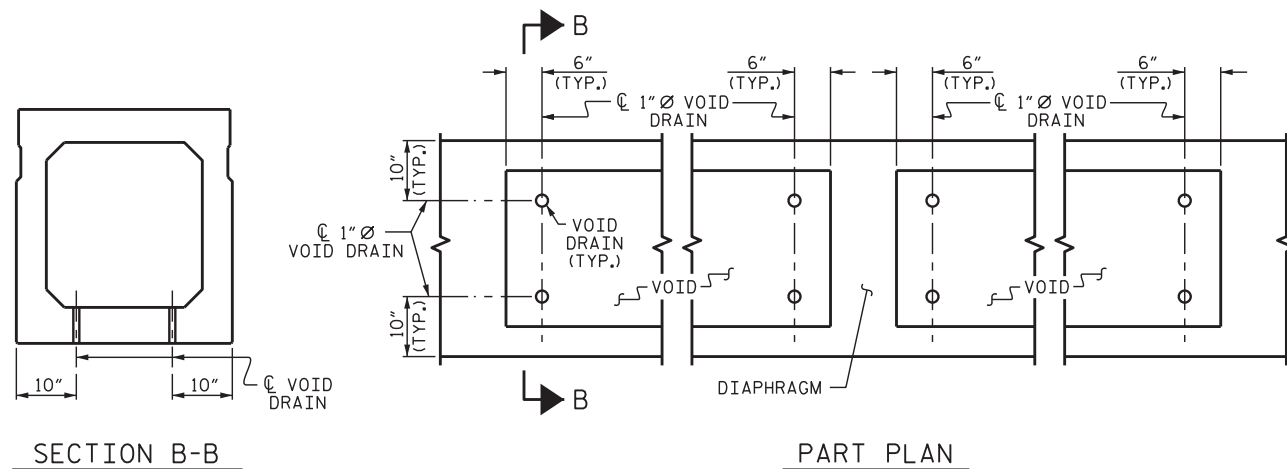 B
6" 6" 6" 6"
(TYP.) (TYP.) (TYP.) (TYP.)
℄ 1" Ø VOID ℄ 1" Ø VOID
DRAIN DRAIN
10"
(TYP.)
℄ 1" Ø
VOID DRAIN
VOID
DRAIN
(TYP.)
VOID VOID
10"
(TYP.)
10" 10" ℄ VOID
DRAIN
DIAPHRAGM
B
SECTION B-B PART PLAN